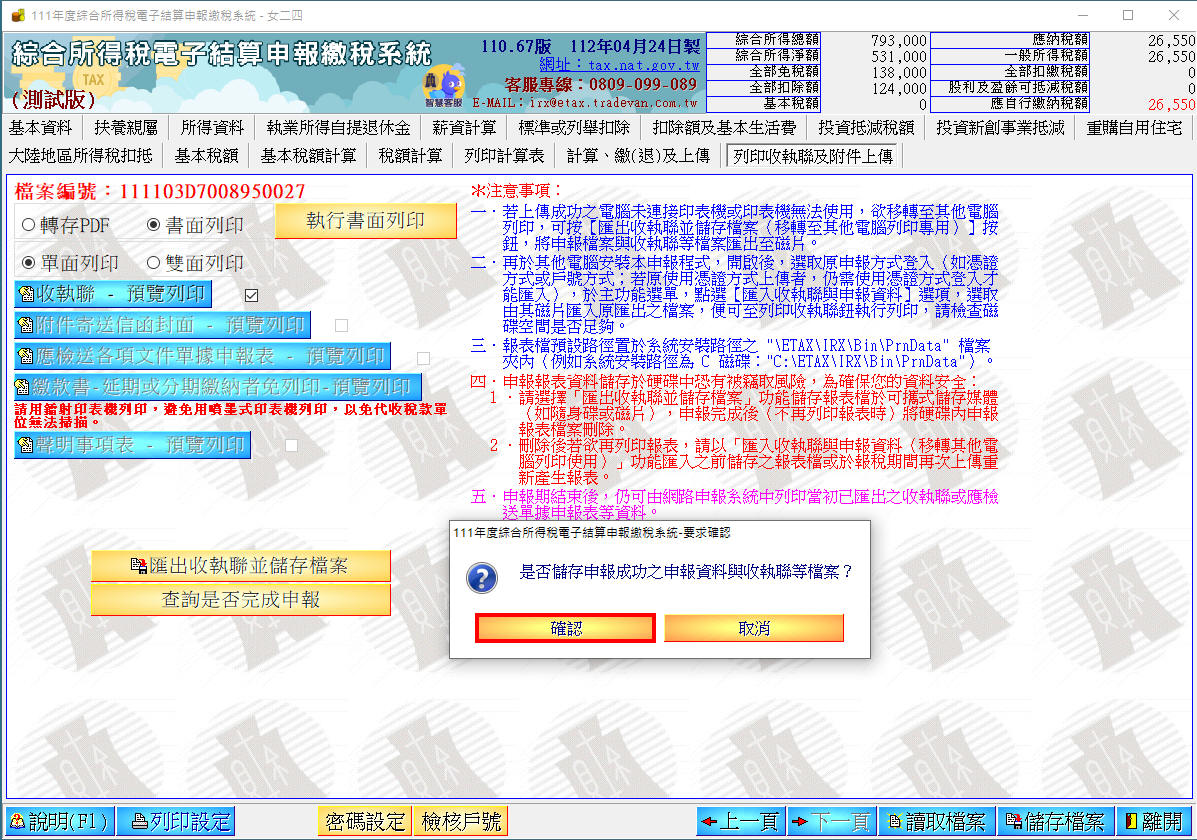 111年度綜合所得稅電子結算申報繳稅系統 - 女二四
綜合所得稅電子結算申報繳稅系統
TAX
(測試版)
110.67版 112年04月24日製
網址：tax.nat.gov.tw
客服專線：0809-099-089
E-MAIL：irx@etax.tradevan.com.tw
智慧客服
綜合所得總額 793,000 應納稅額 26,550
綜合所得淨額 531,000 一般所得稅額 26,550
全部免稅額 138,000 全部扣繳稅額 0
全部扣除額 124,000 股利及盈餘可抵減稅額 0
基本稅額 0 應自行繳納稅額 26,550
基本資料 扶養親屬 所得資料 執業所得自提退休金 薪資計算 標準或列舉扣除 扣除額及基本生活費 投資抵減稅額 投資新創事業抵減 重購自用住宅
大陸地區所得稅扣抵 基本稅額 基本稅額計算 稅額計算 列印計算表 計算、繳(退)及上傳 列印收執聯及附件上傳
檔案編號：111103D7008950027
轉存PDF 書面列印 執行書面列印
單面列印 雙面列印
收執聯 - 預覽列印
附件寄送信函封面 - 預覽列印
應檢送各項文件單據申報表 - 預覽列印
繳款書-延期或分期繳納者免列印-預覽列印
請用鐳射印表機列印，避免用噴墨式印表機列印，以免代收稅款單
位無法掃描。
聲明事項表 - 預覽列印
匯出收執聯並儲存檔案
查詢是否完成申報
＊注意事項：
一．若上傳成功之電腦未連接印表機或印表機無法使用，欲移轉至其他電腦
列印，可按［匯出收執聯並儲存檔案（移轉至其他電腦列印專用）］按
鈕，將申報檔案與收執聯等檔案匯出至磁片。
二．再於其他電腦安裝本申報程式，開啟後，選取原申報方式登入（如憑證
方式或戶號方式；若原使用憑證方式上傳者，仍需使用憑證方式登入才
能匯入），於主功能選單，點選［匯入收執聯與申報資料］選項，選取
由其磁片匯入原匯出之檔案，便可至列印收執聯鈕執行列印，請檢查磁
碟空間是否足夠。
三．報表檔預設路徑置於系統安裝路徑之 "\ETAX\IRX\Bin\PrnData" 檔案
夾內（例如系統安裝路徑為 C 磁碟："C:\ETAX\IRX\Bin\PrnData"）。
四．申報報表資料儲存於硬碟中恐有被竊取風險，為確保您的資料安全：
1．請選擇「匯出收執聯並儲存檔案」功能儲存報表檔於可攜式儲存媒體
（如隨身碟或磁片），申報完成後（不再列印報表時）將硬碟內申報
報表檔案刪除。
2．刪除後若欲再列印報表，請以「匯入收執聯與申報資料（移轉其他電
腦列印使用）」功能匯入之前儲存之報表檔或於報稅期間再次上傳重
新產生報表。
五．申報期結束後，仍可由網路申報系統中列印當初已匯出之收執聯或應檢
送單據申報表等資料。
111年度綜合所得稅電子結算申報繳稅系統-要求確認
是否儲存申報成功之申報資料與收執聯等檔案？
確認 取消
說明(F1) 列印設定 密碼設定 檢核戶號 上一頁 下一頁 讀取檔案 儲存檔案 離開